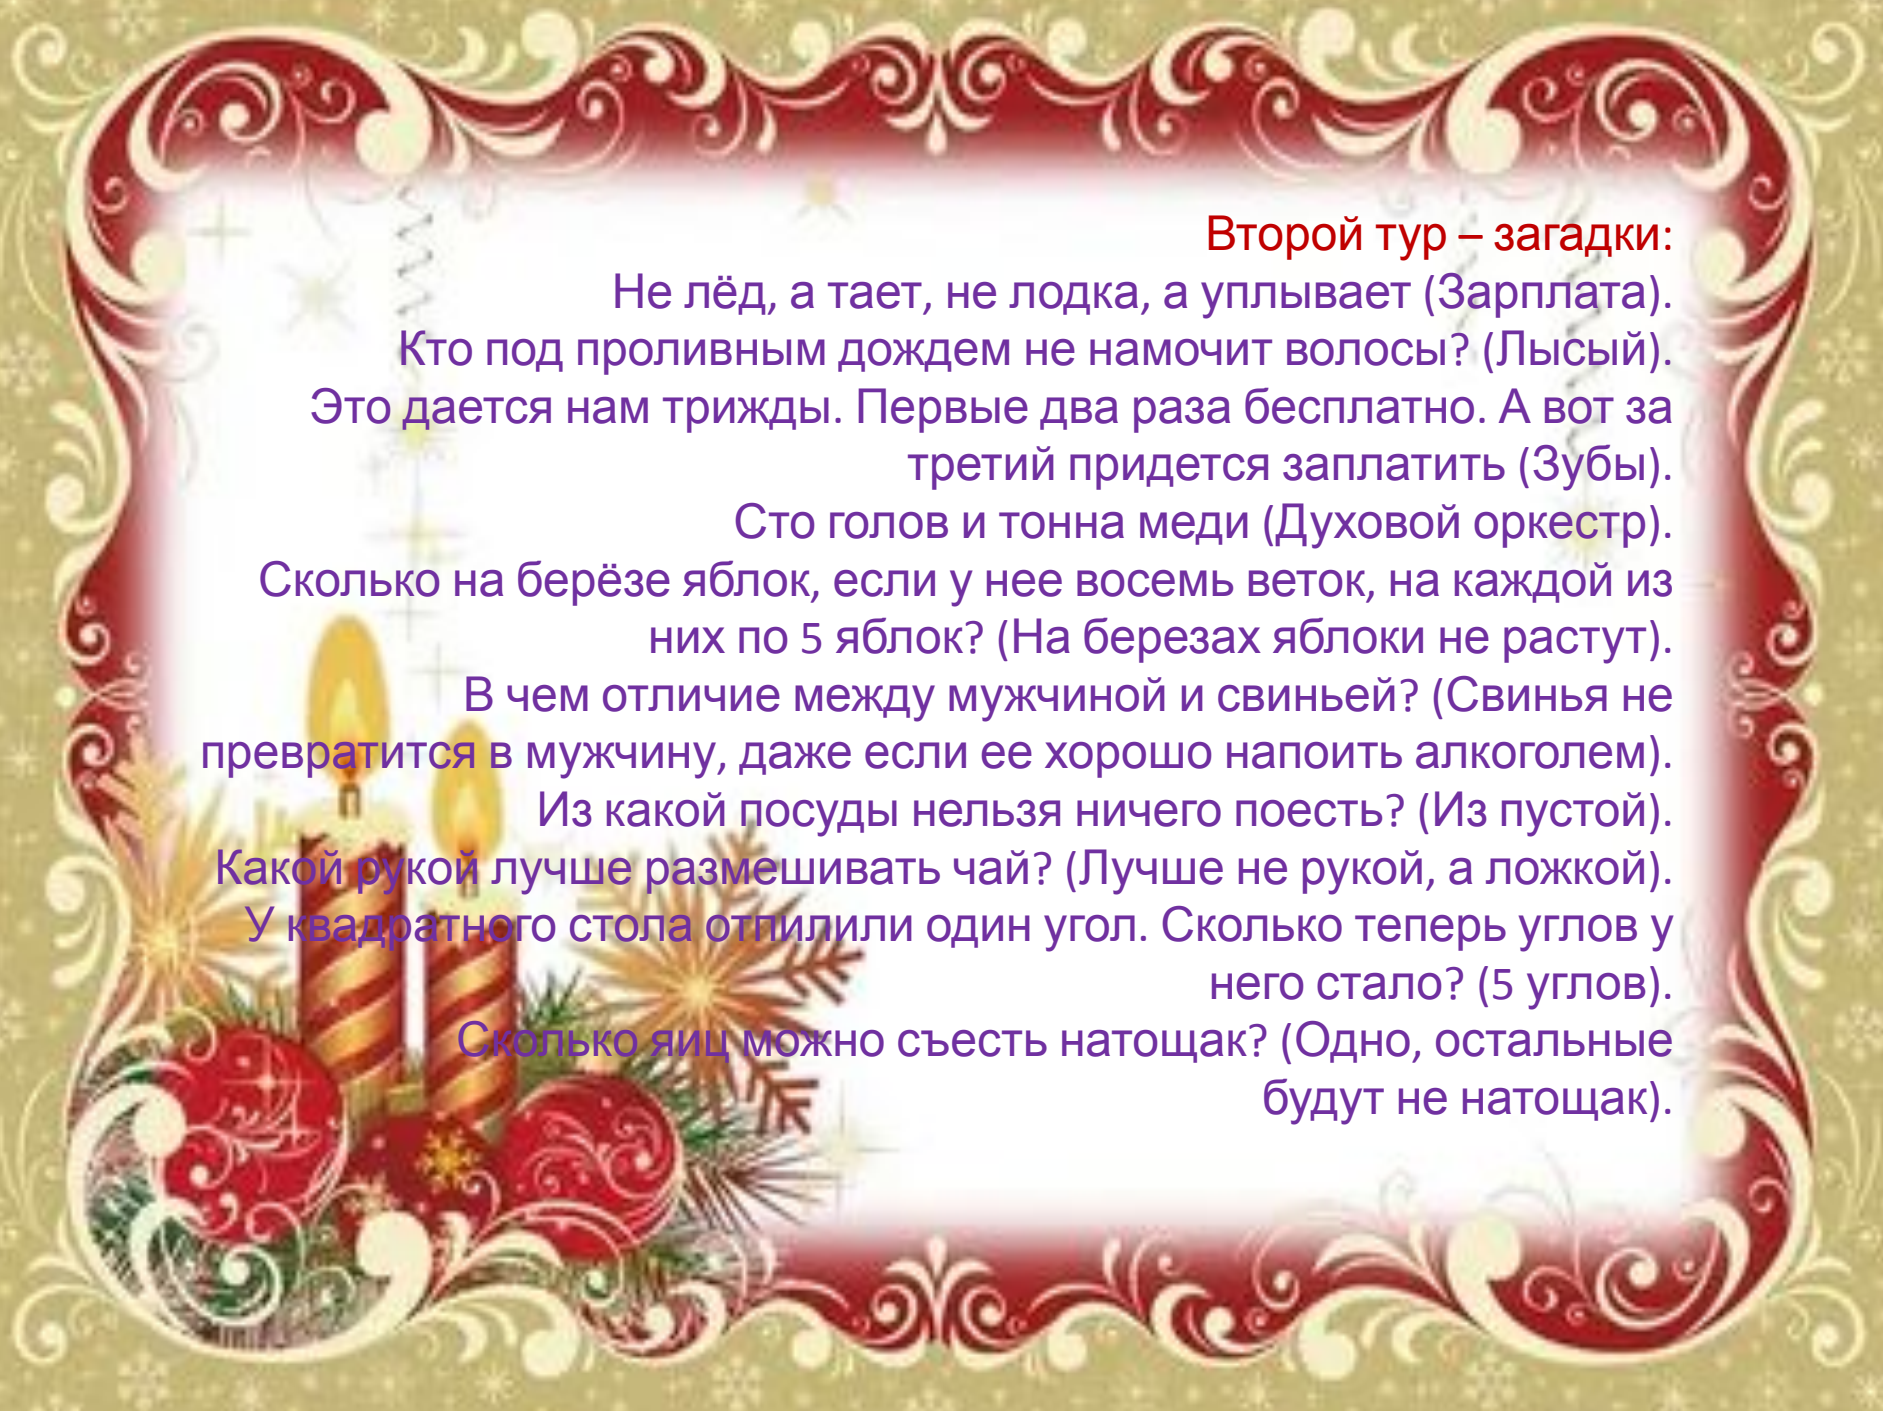 Второй тур – загадки:
Не лёд, а тает, не лодка, а уплывает (Зарплата).
Кто под проливным дождем не намочит волосы? (Лысый).
Это дается нам трижды. Первые два раза бесплатно. А вот за
третий придется заплатить (Зубы).
Сто голов и тонна меди (Духовой оркестр).
Сколько на берёзе яблок, если у нее восемь веток, на каждой из
них по 5 яблок? (На березах яблоки не растут).
В чем отличие между мужчиной и свиньей? (Свинья не
превратится в мужчину, даже если ее хорошо напоить алкоголем).
Из какой посуды нельзя ничего поесть? (Из пустой).
Какой рукой лучше размешивать чай? (Лучше не рукой, а ложкой).
У квадратного стола отпилили один угол. Сколько теперь углов у
него стало? (5 углов).
Сколько яиц можно съесть натощак? (Одно, остальные
будут не натощак).